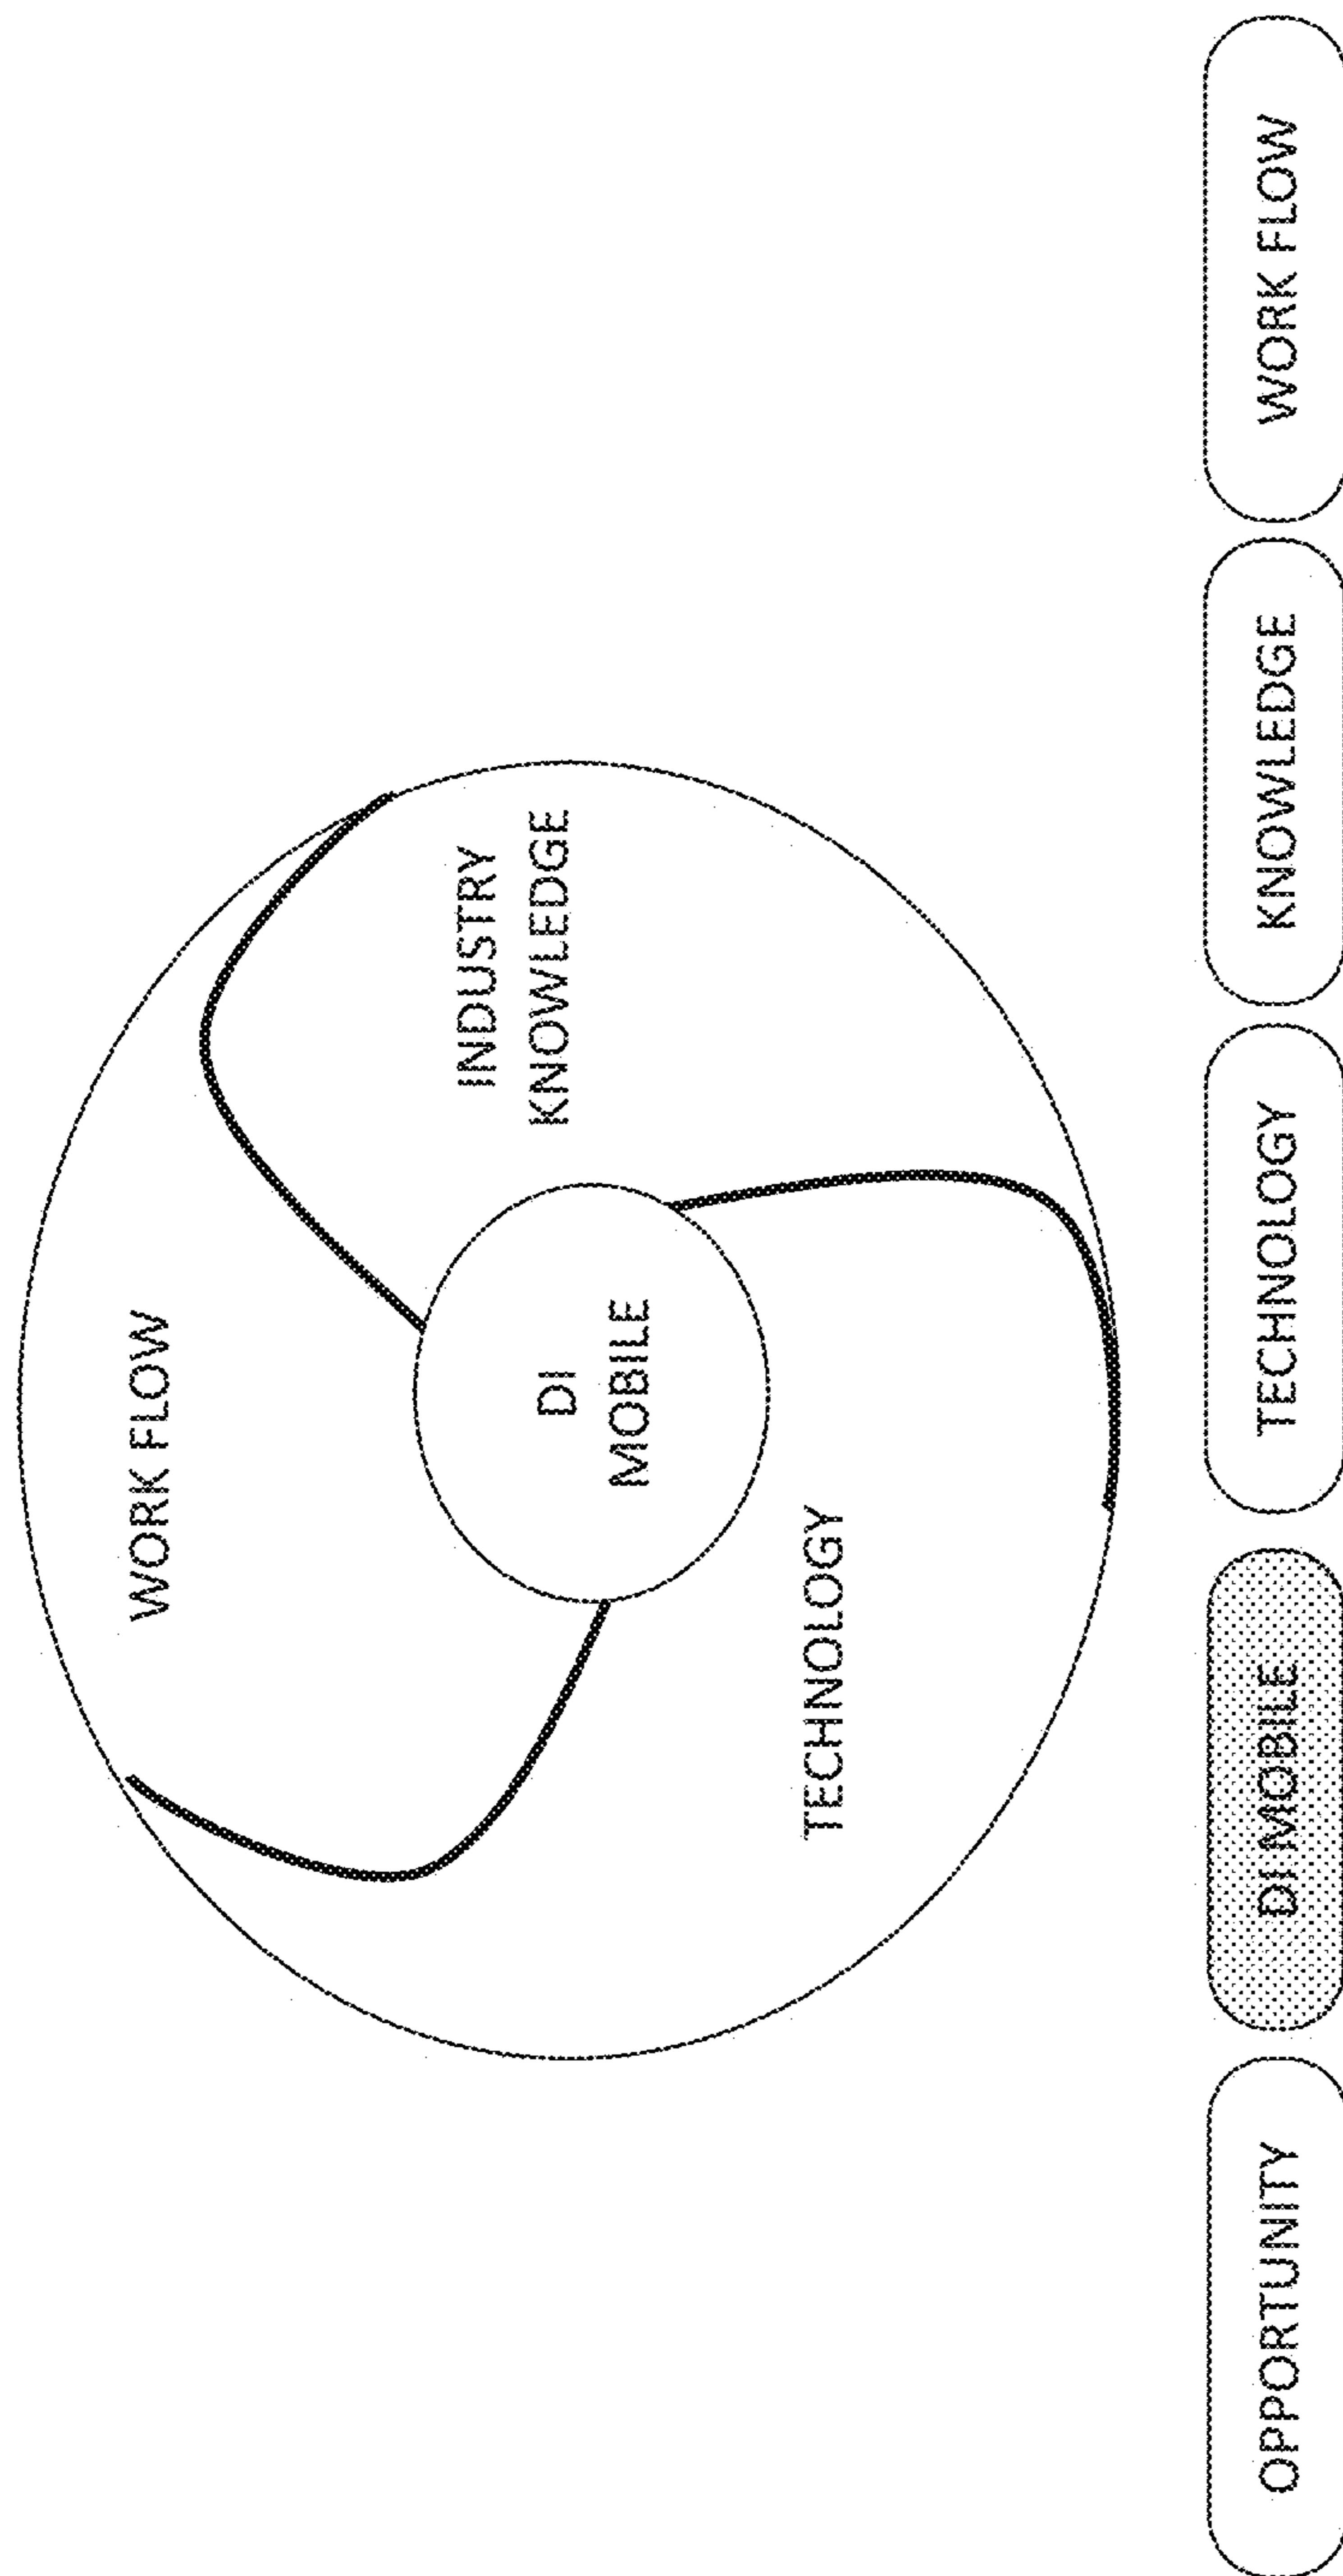 WORK FLOW
DI
MOBILE
INDUSTRY
KNOWLEDGE
TECHNOLOGY
OPPORTUNITY
DI MOBILE
TECHNOLOGY
KNOWLEDGE
WORK FLOW